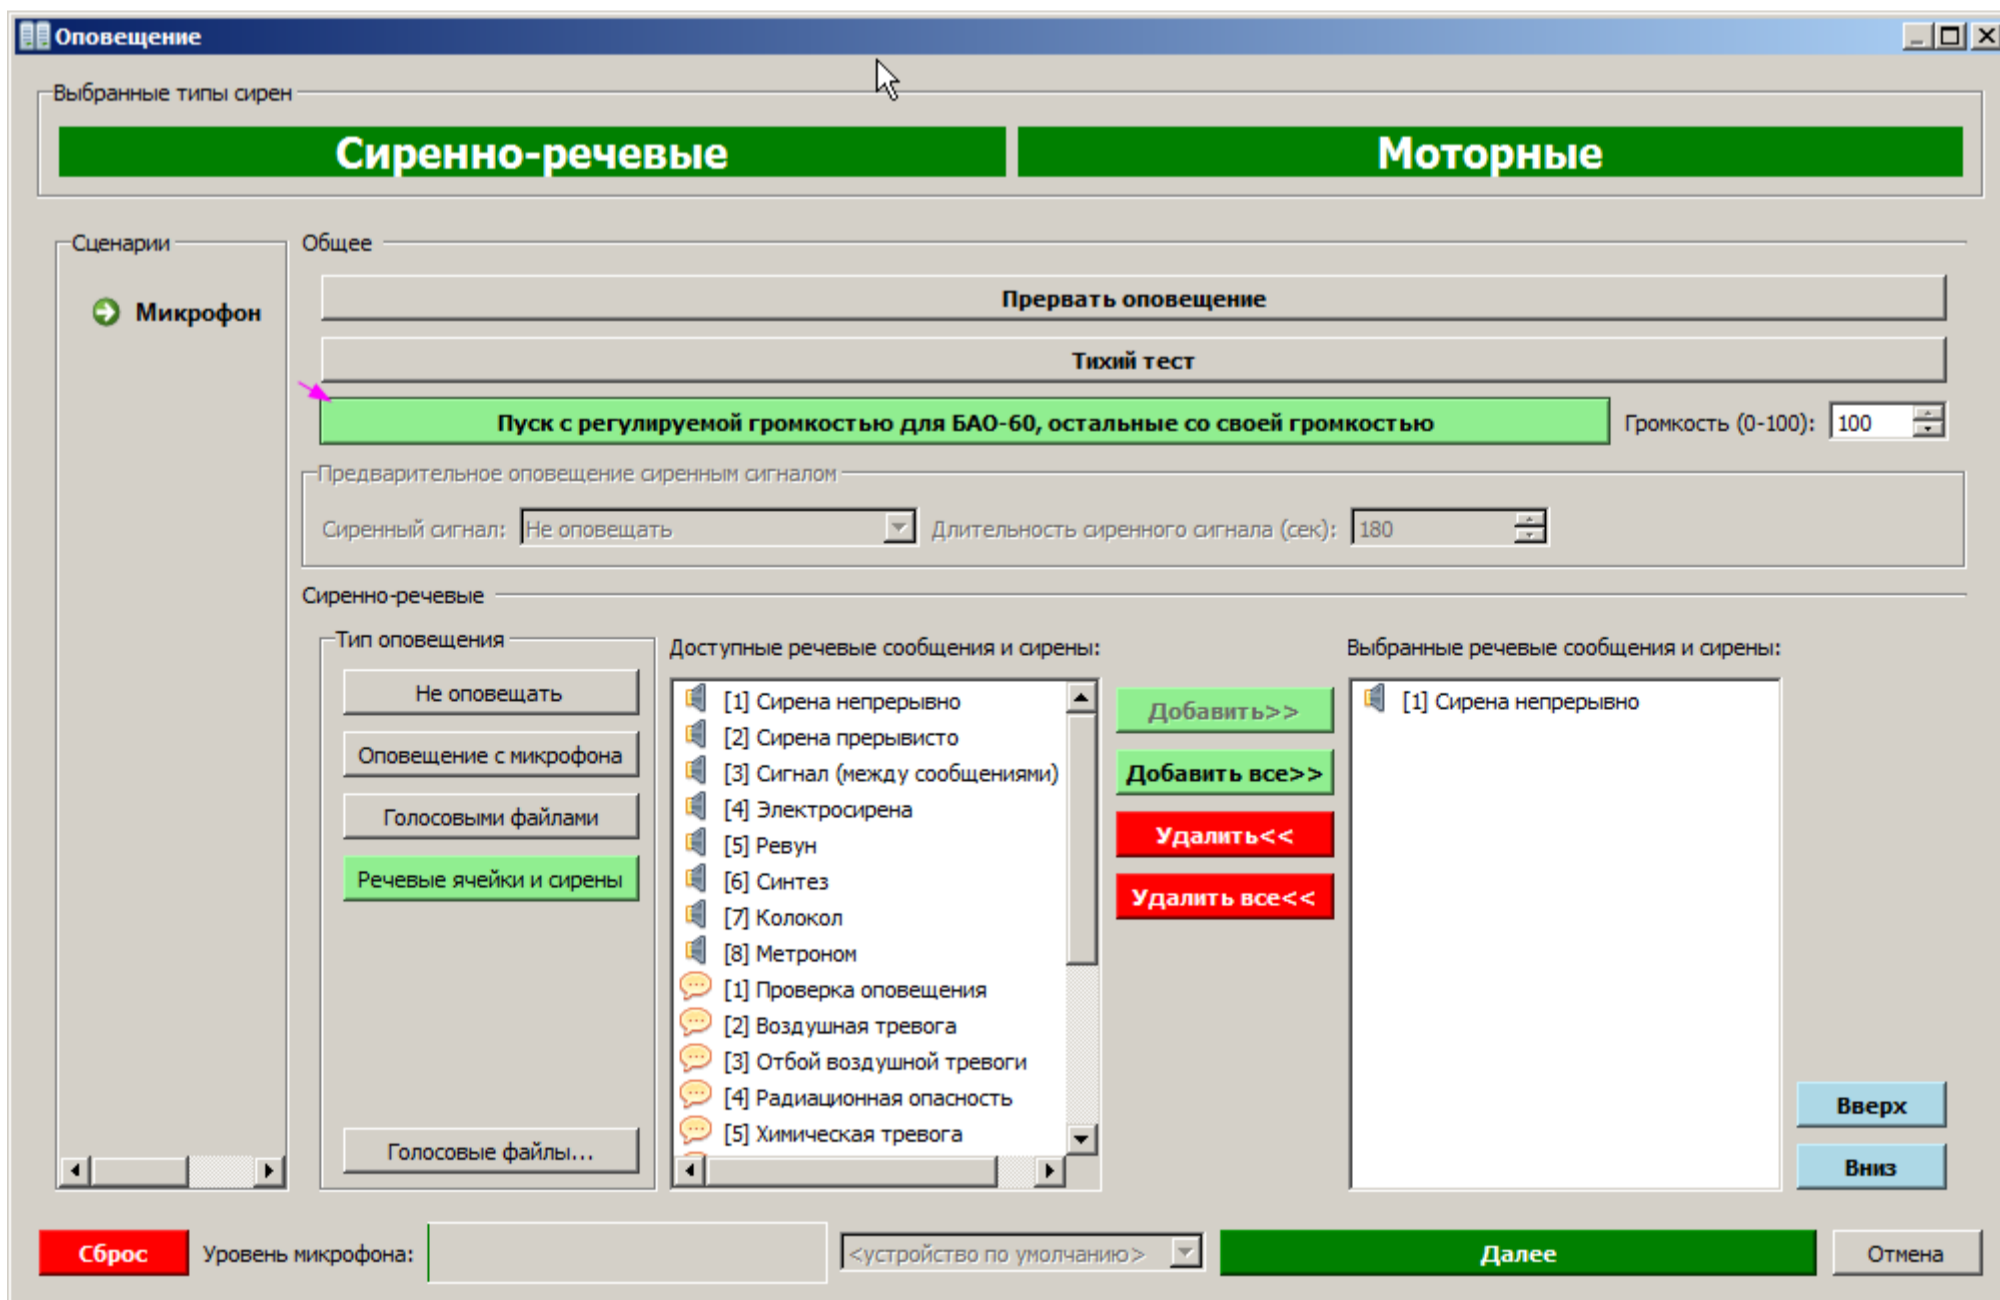 Оповещение
Выбранные типы сирен
Сиренно-речевые
Моторные
Сценарии
Микрофон
Общее
Прервать оповещение
Тихий тест
Пуск с регулируемой громкостью для БАО-60, остальные со своей громкостью
Громкость (0-100): 100
Предварительное оповещение сиренным сигналом
Сиренный сигнал: Не оповещать
Длительность сиренного сигнала (сек): 180
Сиренно-речевые
Тип оповещения
Не оповещать
Оповещение с микрофона
Голосовыми файлами
Речевые ячейки и сирены
Голосовые файлы...
Доступные речевые сообщения и сирены:
[1] Сирена непрерывно
[2] Сирена прерывисто
[3] Сигнал (между сообщениями)
[4] Электросирена
[5] Ревун
[6] Синтез
[7] Колокол
[8] Метроном
[1] Проверка оповещения
[2] Воздушная тревога
[3] Отбой воздушной тревоги
[4] Радиационная опасность
[5] Химическая тревога
Добавить>>
Добавить все>>
Удалить<<
Удалить все<<
Выбранные речевые сообщения и сирены:
[1] Сирена непрерывно
Вверх
Вниз
Сброс
Уровень микрофона:
<устройство по умолчанию>
Далее
Отмена